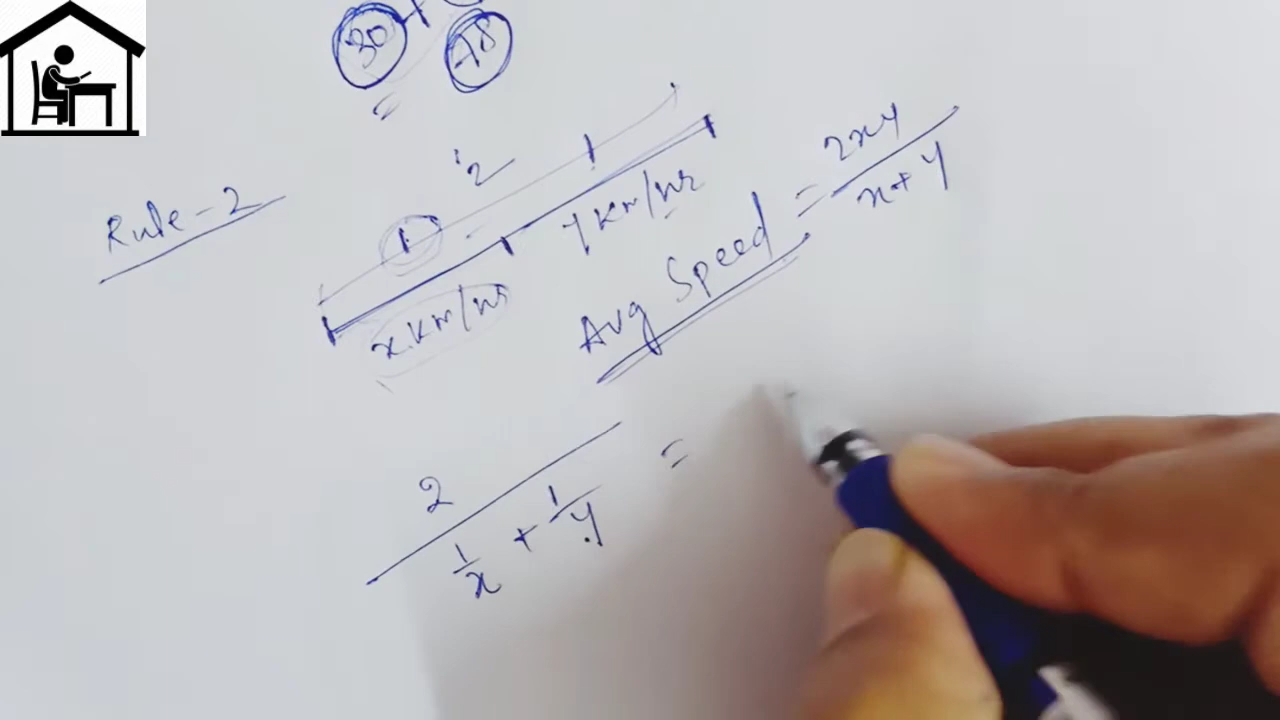 30 +
78
=
Rule-2
1 2
x Km/hr
y Km/hr
Avg Speed = 2xy / x+y
2 / 1/x + 1/y =